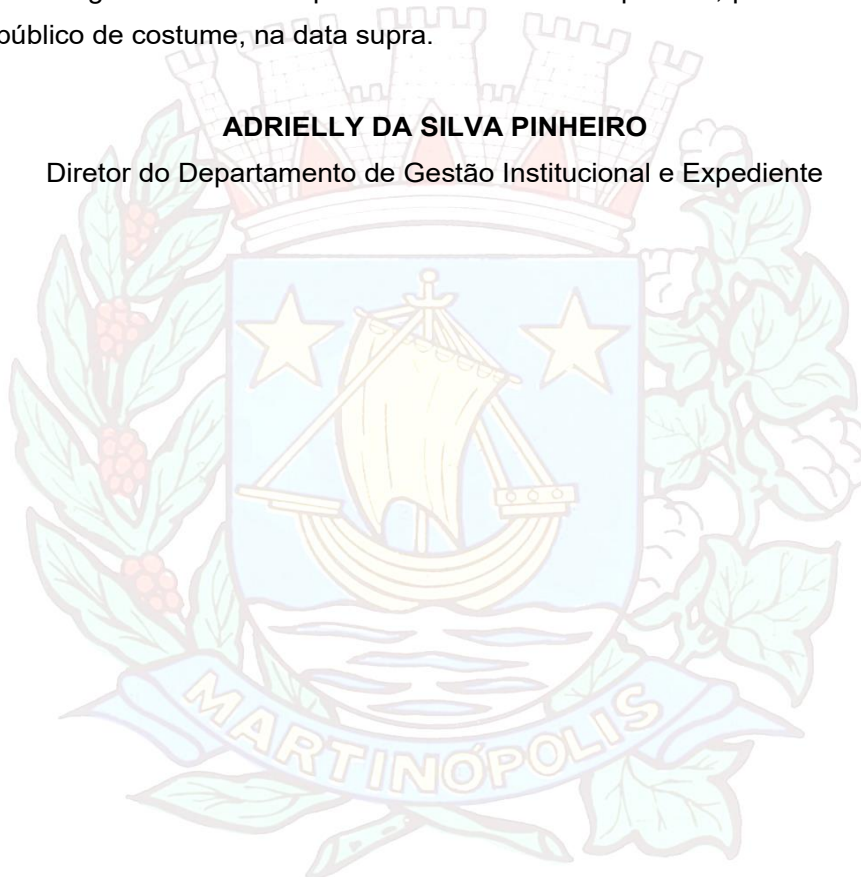 público de costume, na data supra.
ADRIELLY DA SILVA PINHEIRO
Diretor do Departamento de Gestão Institucional e Expediente
MARTINÓPOLIS